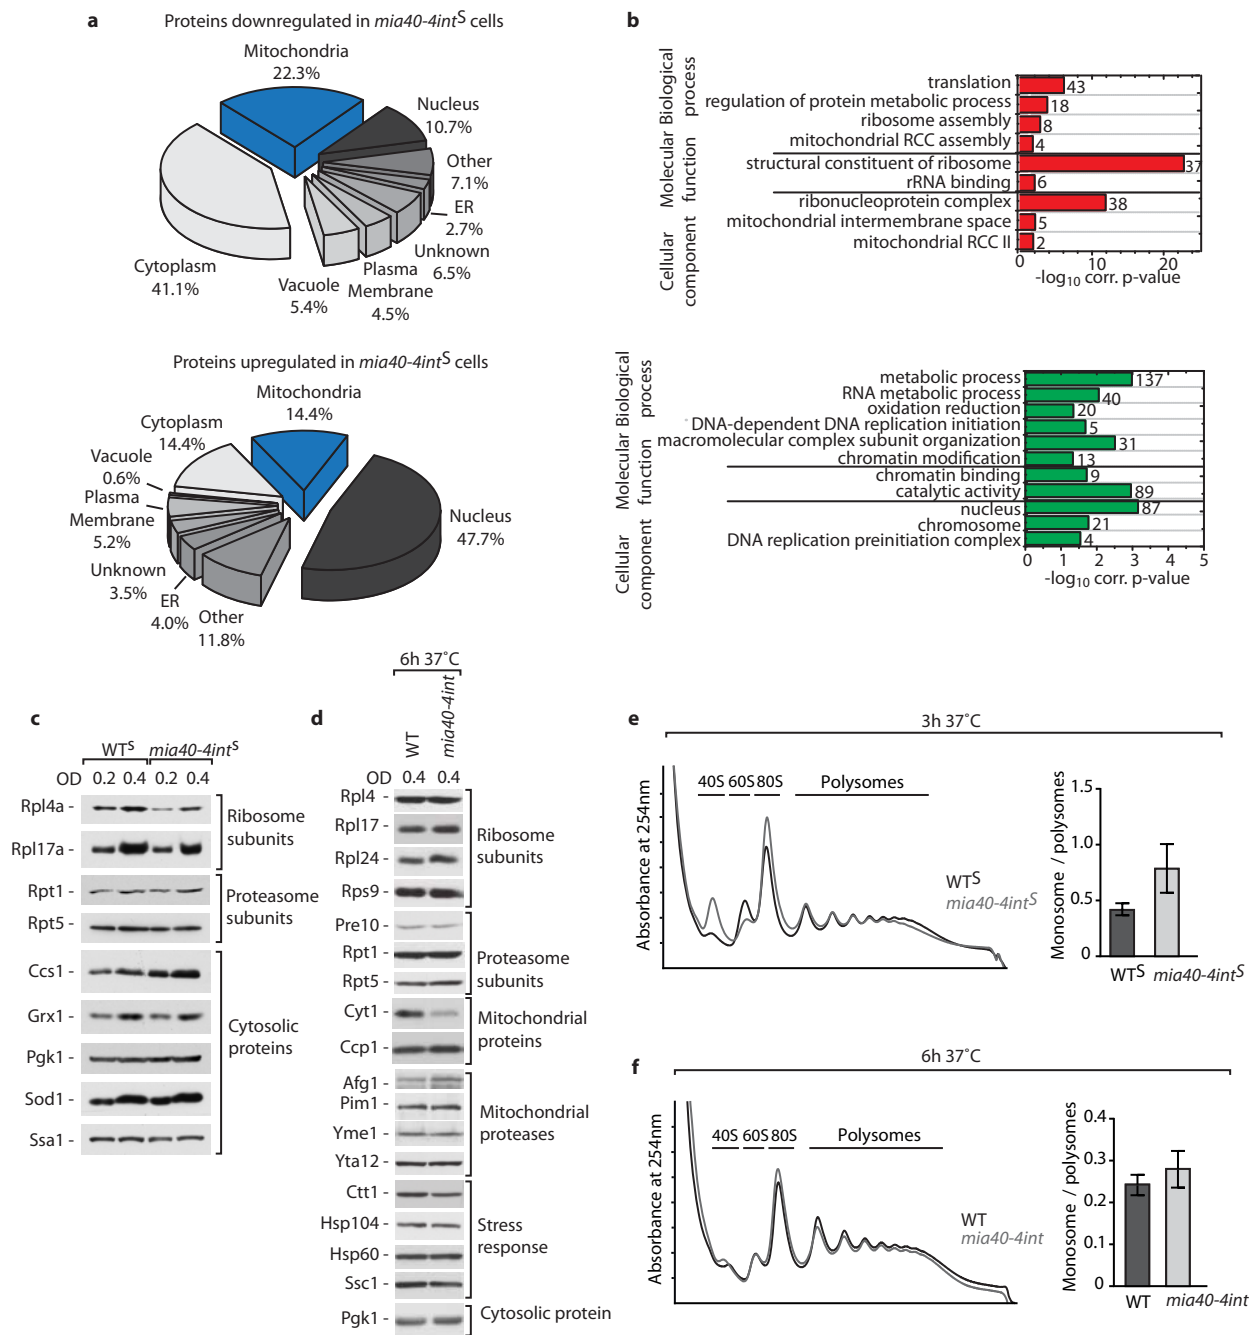 a
Proteins downregulated in mia40-4intS cells
Mitochondria
22.3%
Nucleus
10.7%
Other
7.1%
ER
2.7%
Unknown
6.5%
Plasma
Membrane
4.5%
Vacuole
5.4%
Cytoplasm
41.1%
Proteins upregulated in mia40-4intS cells
Mitochondria
14.4%
Cytoplasm
14.4%
Vacuole
0.6%
Plasma
Membrane
5.2%
Unknown
3.5%
ER
4.0%
Other
11.8%
Nucleus
47.7%
b
Biological
process
Molecular
function
Cellular
component
translation 43
regulation of protein metabolic process 18
ribosome assembly 8
mitochondrial RCC assembly 4
structural constituent of ribosome 37
rRNA binding 6
ribonucleoprotein complex 38
mitochondrial intermembrane space 5
mitochondrial RCC II 2
0 10 20
-log10 corr. p-value
Biological
process
Molecular
function
Cellular
component
metabolic process 137
RNA metabolic process 40
oxidation reduction 20
DNA-dependent DNA replication initiation 5
macromolecular complex subunit organization 31
chromatin modification 13
chromatin binding 9
catalytic activity 89
nucleus 87
chromosome 21
DNA replication preinitiation complex 4
0 1 2 3 4 5
-log10 corr. p-value
c
WTS mia40-4intS
OD 0.2 0.4 0.2 0.4
Rpl4a -
Rpl17a -
Ribosome
subunits
Rpt1 -
Rpt5 -
Proteasome
subunits
Ccs1 -
Grx1 -
Pgk1 -
Sod1 -
Ssa1 -
Cytosolic
proteins
d
6h 37˚C
WT
mia40-4int
OD 0.4 0.4
Rpl4 -
Rpl17 -
Rpl24 -
Rps9 -
Ribosome
subunits
Pre10 -
Rpt1 -
Rpt5 -
Proteasome
subunits
Cyt1 -
Ccp1 -
Mitochondrial
proteins
Afg1 -
Pim1 -
Yme1 -
Yta12 -
Mitochondrial
proteases
Ctt1 -
Hsp104 -
Hsp60 -
Ssc1 -
Stress
response
Pgk1 -
Cytosolic protein
e
3h 37˚C
Absorbance at 254nm
40S 60S 80S Polysomes
WTS
mia40-4intS
Monosome / polysomes
1.5
1.0
0.5
0
WTS mia40-4intS
f
6h 37˚C
Absorbance at 254nm
40S 60S 80S Polysomes
WT
mia40-4int
Monosome / polysomes
0.4
0.3
0.2
0.1
0
WT mia40-4int